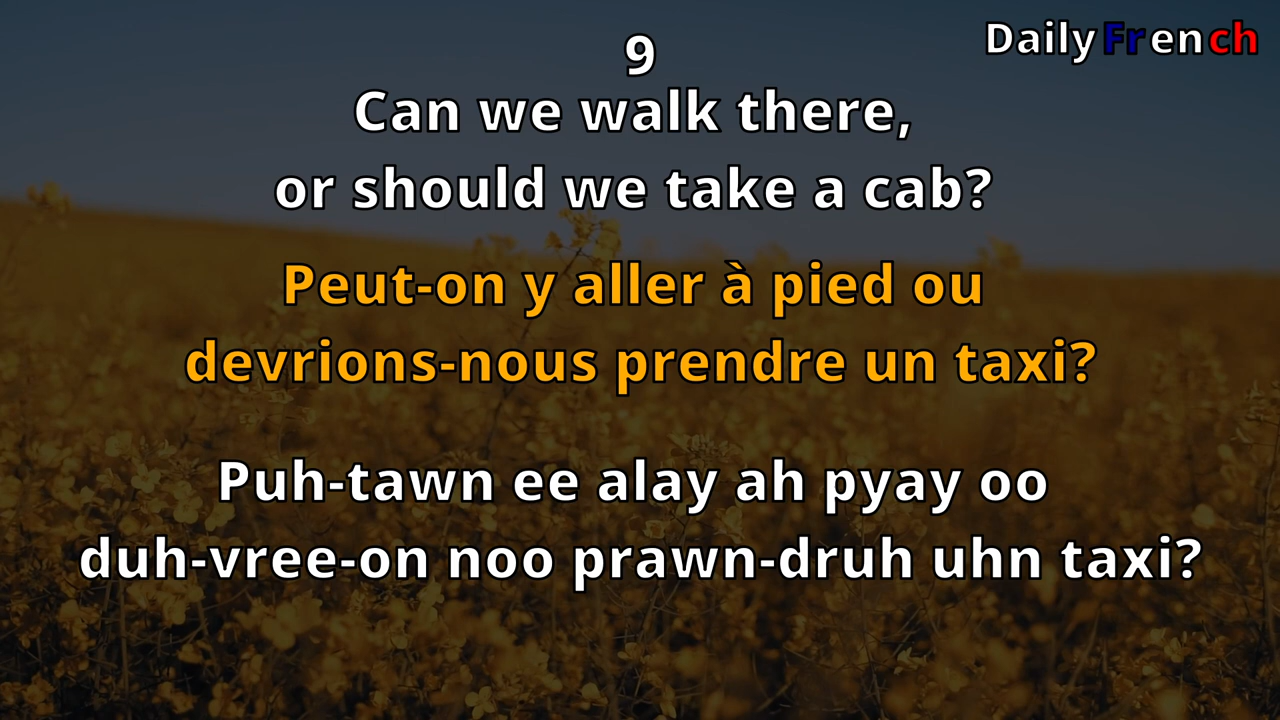 Daily French
9
Can we walk there,
or should we take a cab?
Peut-on y aller à pied ou
devrions-nous prendre un taxi?
Puh-tawn ee alay ah pyay oo
duh-vree-on noo prawn-druh uhn taxi?